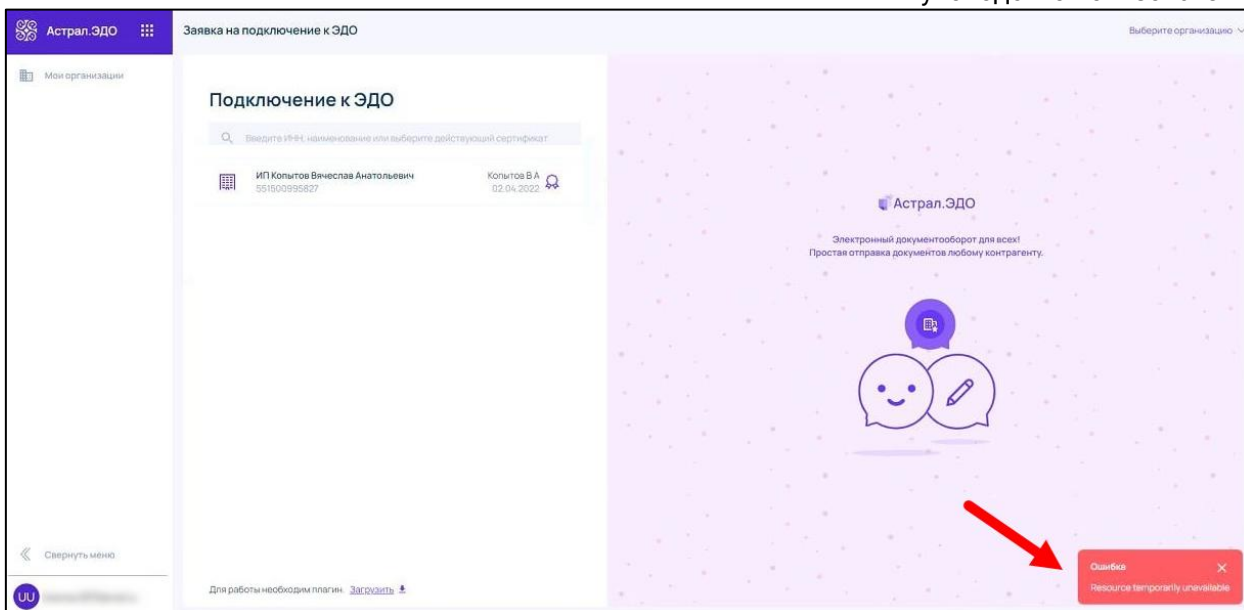 Астрал.ЭДО
Заявка на подключение к ЭДО
Выберите организацию
Мои организации
Подключение к ЭДО
Введите ИНН, наименование или выберите действующий сертификат
ИП Копытов Вячеслав Анатольевич
Копытов В А
551500995827
02.04.2022
Астрал.ЭДО
Электронный документооборот для всех!
Простая отправка документов любому контрагенту.
Свернуть меню
Ошибка
Resource temporarily unavailable
Для работы необходим плагин. Загрузить
UU